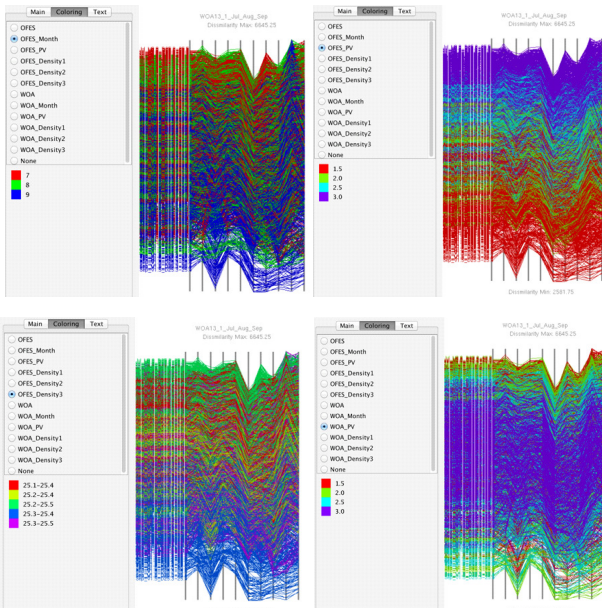 Main Coloring Text
OFES
OFES_Month
OFES_PV
OFES_Density1
OFES_Density2
OFES_Density3
WOA
WOA_Month
WOA_PV
WOA_Density1
WOA_Density2
WOA_Density3
None
7
8
9
WOA13_1_Jul_Aug_Sep
Dissimilarity Max: 6645.25
Main Coloring Text
OFES
OFES_Month
OFES_PV
OFES_Density1
OFES_Density2
OFES_Density3
WOA
WOA_Month
WOA_PV
WOA_Density1
WOA_Density2
WOA_Density3
None
1.5
2.0
2.5
3.0
WOA13_1_Jul_Aug_Sep
Dissimilarity Max: 6645.25
Dissimilarity Min: 2581.75
Main Coloring Text
OFES
OFES_Month
OFES_PV
OFES_Density1
OFES_Density2
OFES_Density3
WOA
WOA_Month
WOA_PV
WOA_Density1
WOA_Density2
WOA_Density3
None
25.1-25.4
25.2-25.4
25.2-25.5
25.3-25.4
25.3-25.5
WOA13_1_Jul_Aug_Sep
Dissimilarity Max: 6645.25
Main Coloring Text
OFES
OFES_Month
OFES_PV
OFES_Density1
OFES_Density2
OFES_Density3
WOA
WOA_Month
WOA_PV
WOA_Density1
WOA_Density2
WOA_Density3
None
1.5
2.0
2.5
3.0
WOA13_1_Jul_Aug_Sep
Dissimilarity Max: 6645.25